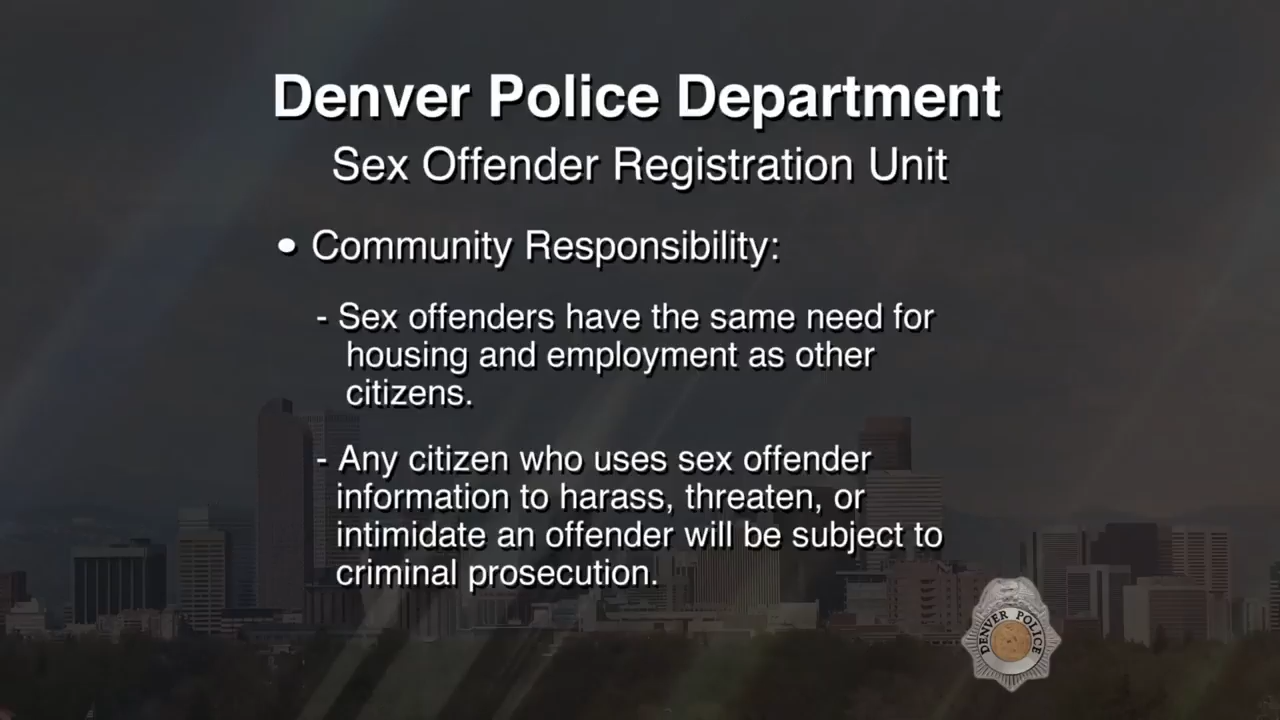 Denver Police Department
Sex Offender Registration Unit
• Community Responsibility:
- Sex offenders have the same need for
housing and employment as other
citizens.
- Any citizen who uses sex offender
information to harass, threaten, or
intimidate an offender will be subject to
criminal prosecution.
DENVER POLICE